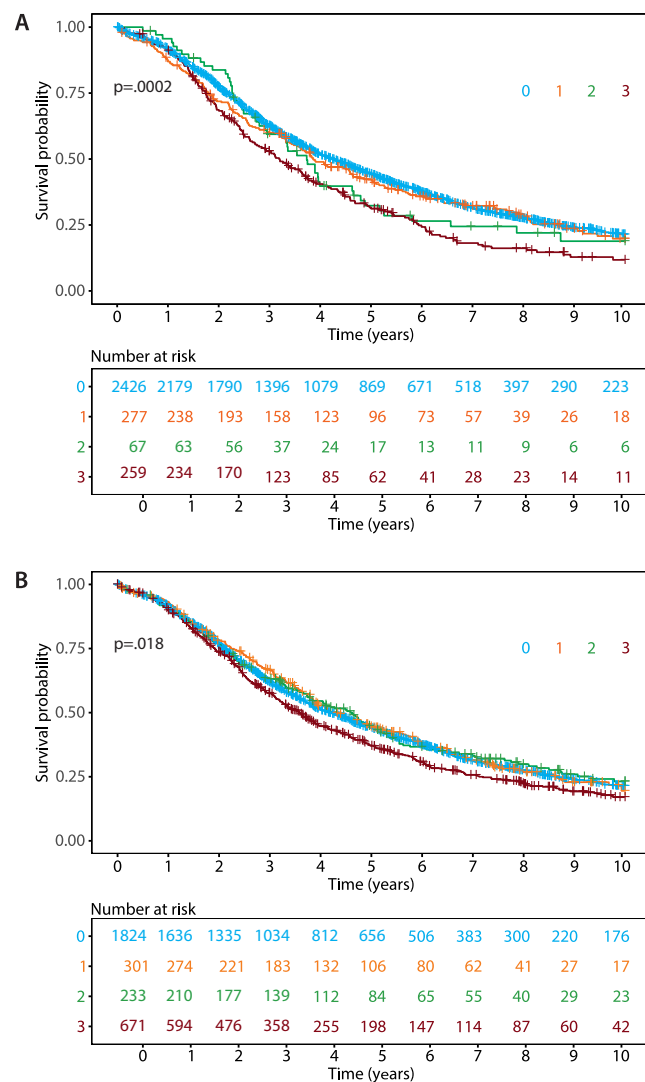 A
1.00
0.75
0.50
0.25
0.00
Survival probability
p=.0002
0 1 2 3
0 1 2 3 4 5 6 7 8 9 10
Time (years)
Number at risk
0 2426 2179 1790 1396 1079 869 671 518 397 290 223
1 277 238 193 158 123 96 73 57 39 26 18
2 67 63 56 37 24 17 13 11 9 6 6
3 259 234 170 123 85 62 41 28 23 14 11
0 1 2 3 4 5 6 7 8 9 10
B
1.00
0.75
0.50
0.25
0.00
Survival probability
p=.018
0 1 2 3
0 1 2 3 4 5 6 7 8 9 10
Time (years)
Number at risk
0 1824 1636 1335 1034 812 656 506 383 300 220 176
1 301 274 221 183 132 106 80 62 41 27 17
2 233 210 177 139 112 84 65 55 40 29 23
3 671 594 476 358 255 198 147 114 87 60 42
0 1 2 3 4 5 6 7 8 9 10
Time (years)